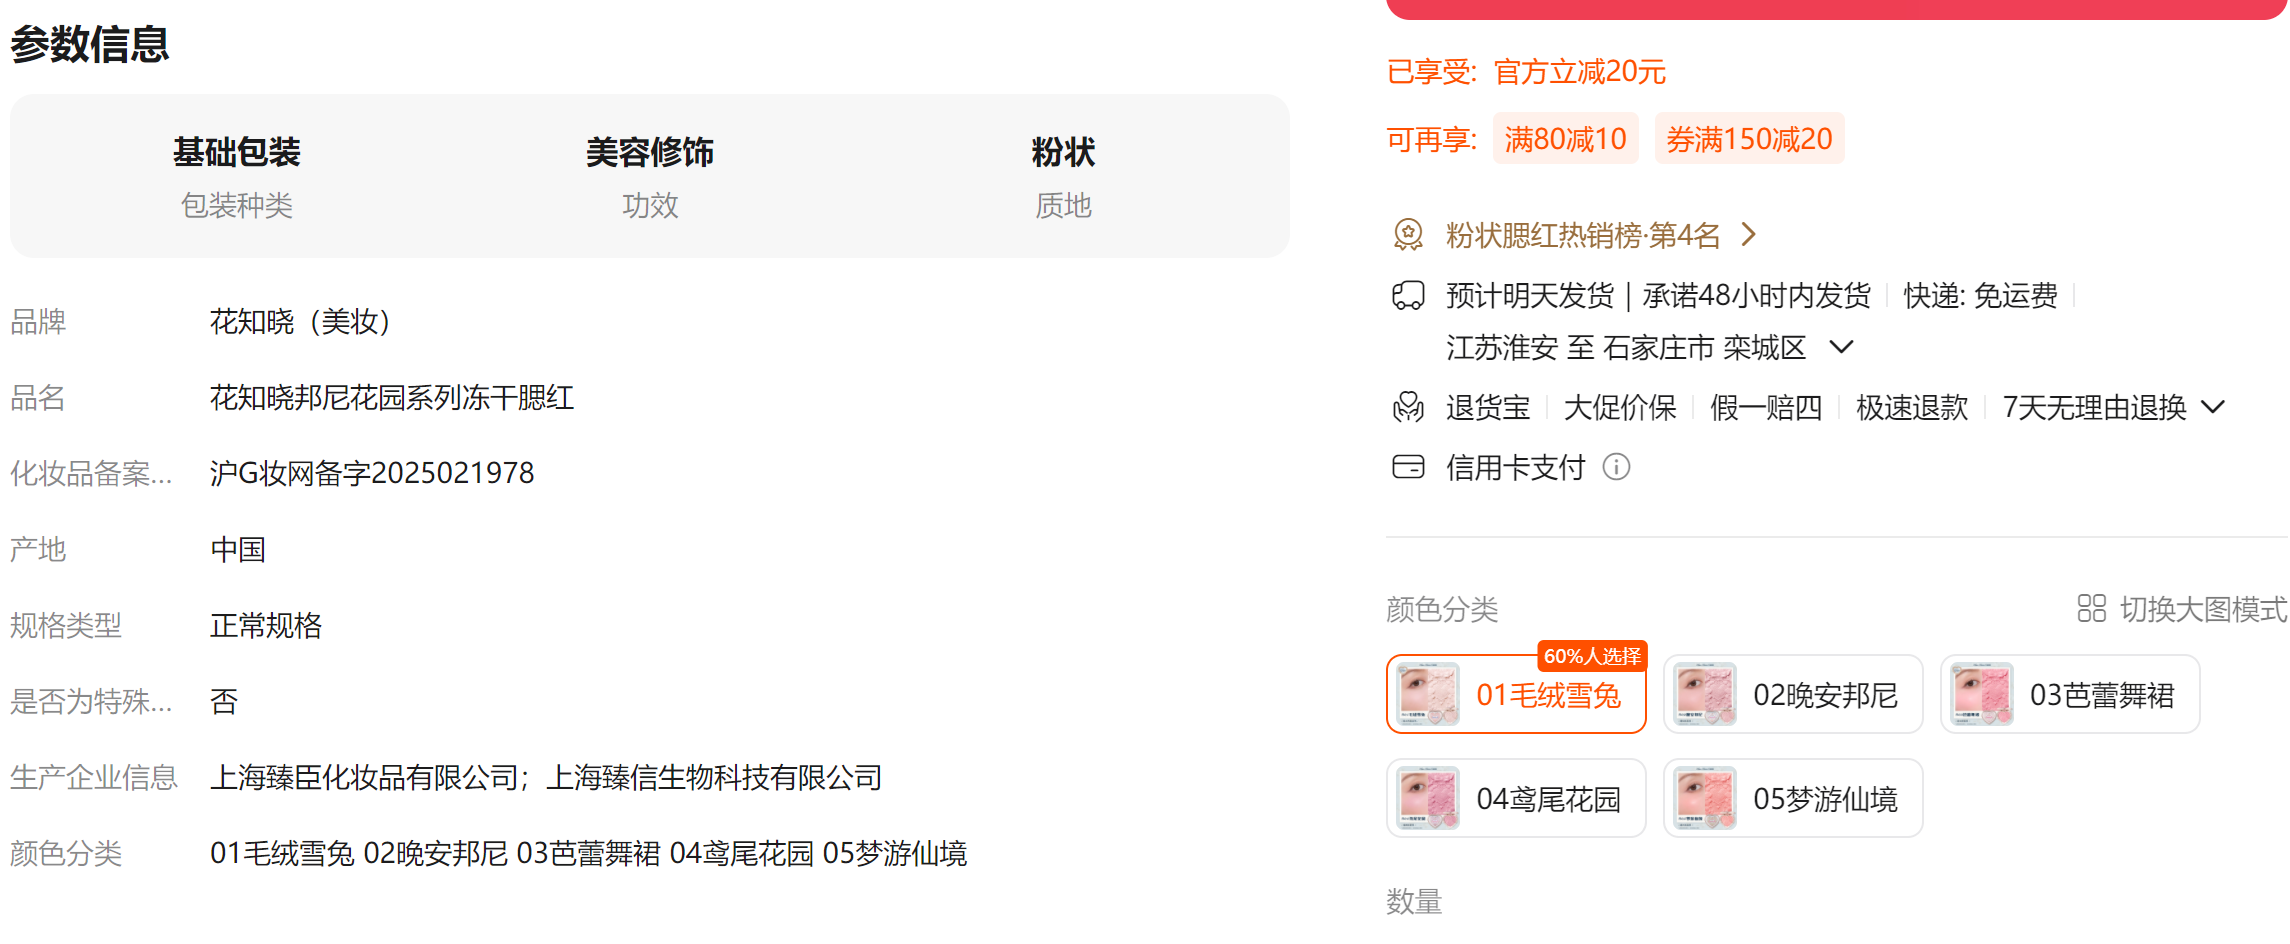 参数信息
基础包装 美容修饰 粉状
包装种类 功效 质地
品牌 花知晓（美妆）
品名 花知晓邦尼花园系列冻干腮红
化妆品备案... 沪G妆网备字2025021978
产地 中国
规格类型 正常规格
是否为特殊... 否
生产企业信息 上海臻臣化妆品有限公司；上海臻信生物科技有限公司
颜色分类 01毛绒雪兔 02晚安邦尼 03芭蕾舞裙 04鸢尾花园 05梦游仙境
已享受: 官方立减20元
可再享: 满80减10 券满150减20
粉状腮红热销榜·第4名
预计明天发货 | 承诺48小时内发货 快递: 免运费
江苏淮安 至 石家庄市 栾城区
退货宝 大促价保 假一赔四 极速退款 7天无理由退换
信用卡支付
颜色分类 切换大图模式
60%人选择
01毛绒雪兔 02晚安邦尼 03芭蕾舞裙
04鸢尾花园 05梦游仙境
数量